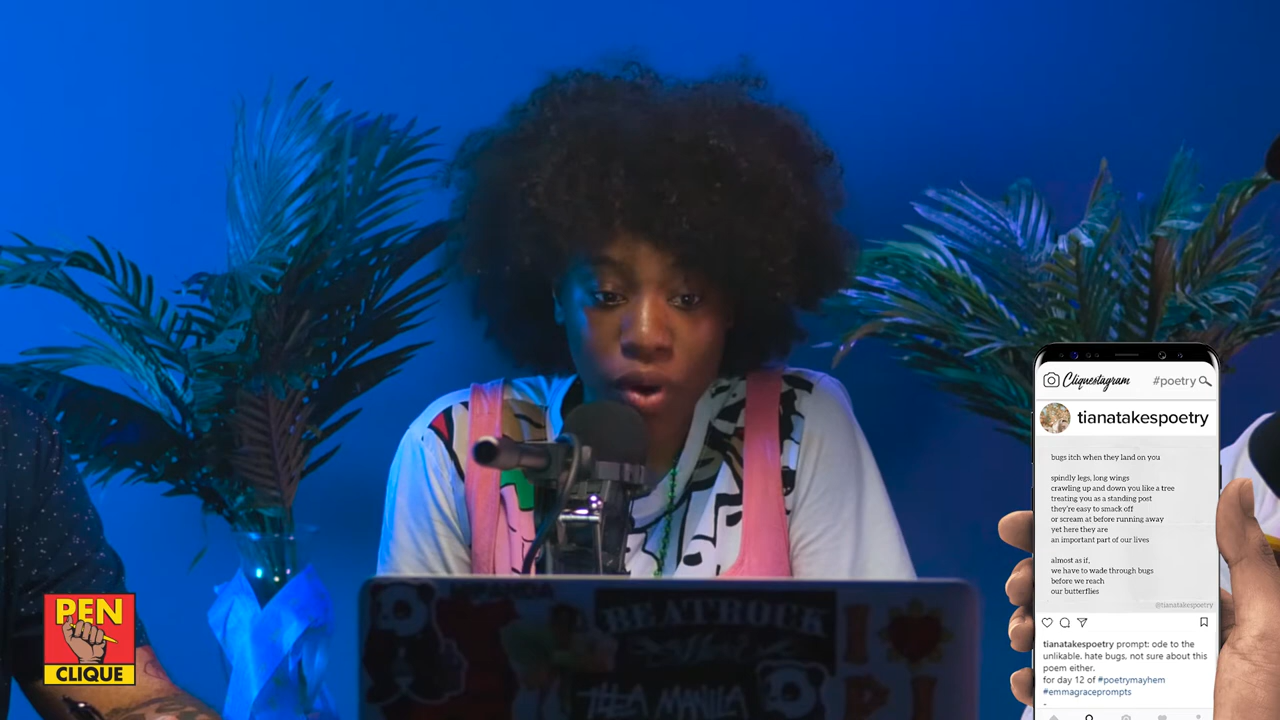 BEATROCK
THA MANILA
PEN
CLIQUE
Cliquestagram
#poetry
tianatakespoetry
bugs itch when they land on you
spindly legs, long wings
crawling up and down you like a tree
treating you as a standing post
they're easy to smack off
or scream at before running away
yet here they are
an important part of our lives
almost as if,
we have to wade through bugs
before we reach
our butterflies
@tianatakespoetry
tianatakespoetry prompt: ode to the
unlikable. hate bugs, not sure about this
poem either.
for day 12 of #poetrymayhem
#emmagraceprompts
-